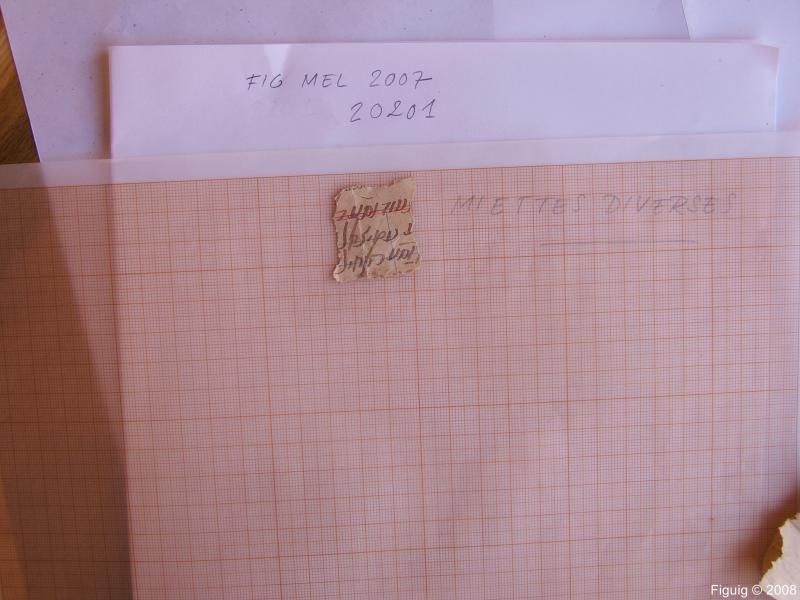 FIG MEL 2007
20201
MIETTES DIVERSES
Figuig © 2008